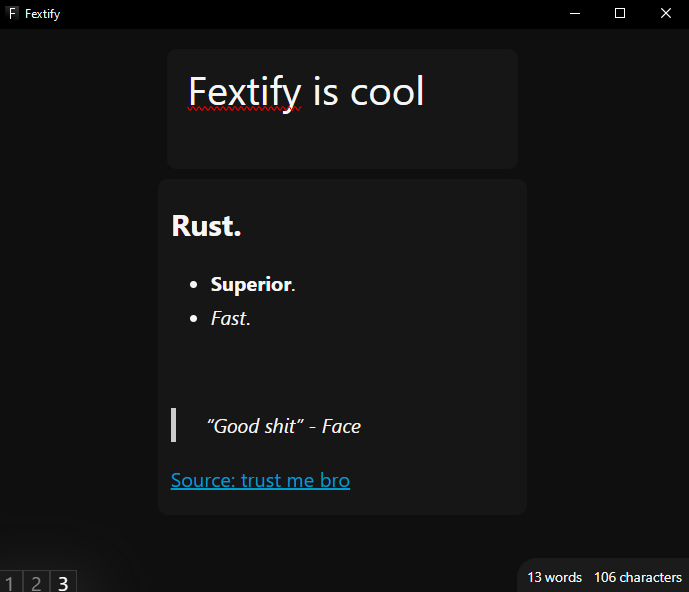 F Fextify
Fextify is cool
Rust.
• Superior.
• Fast.
“Good shit” - Face
Source: trust me bro
1 2 3
13 words 106 characters